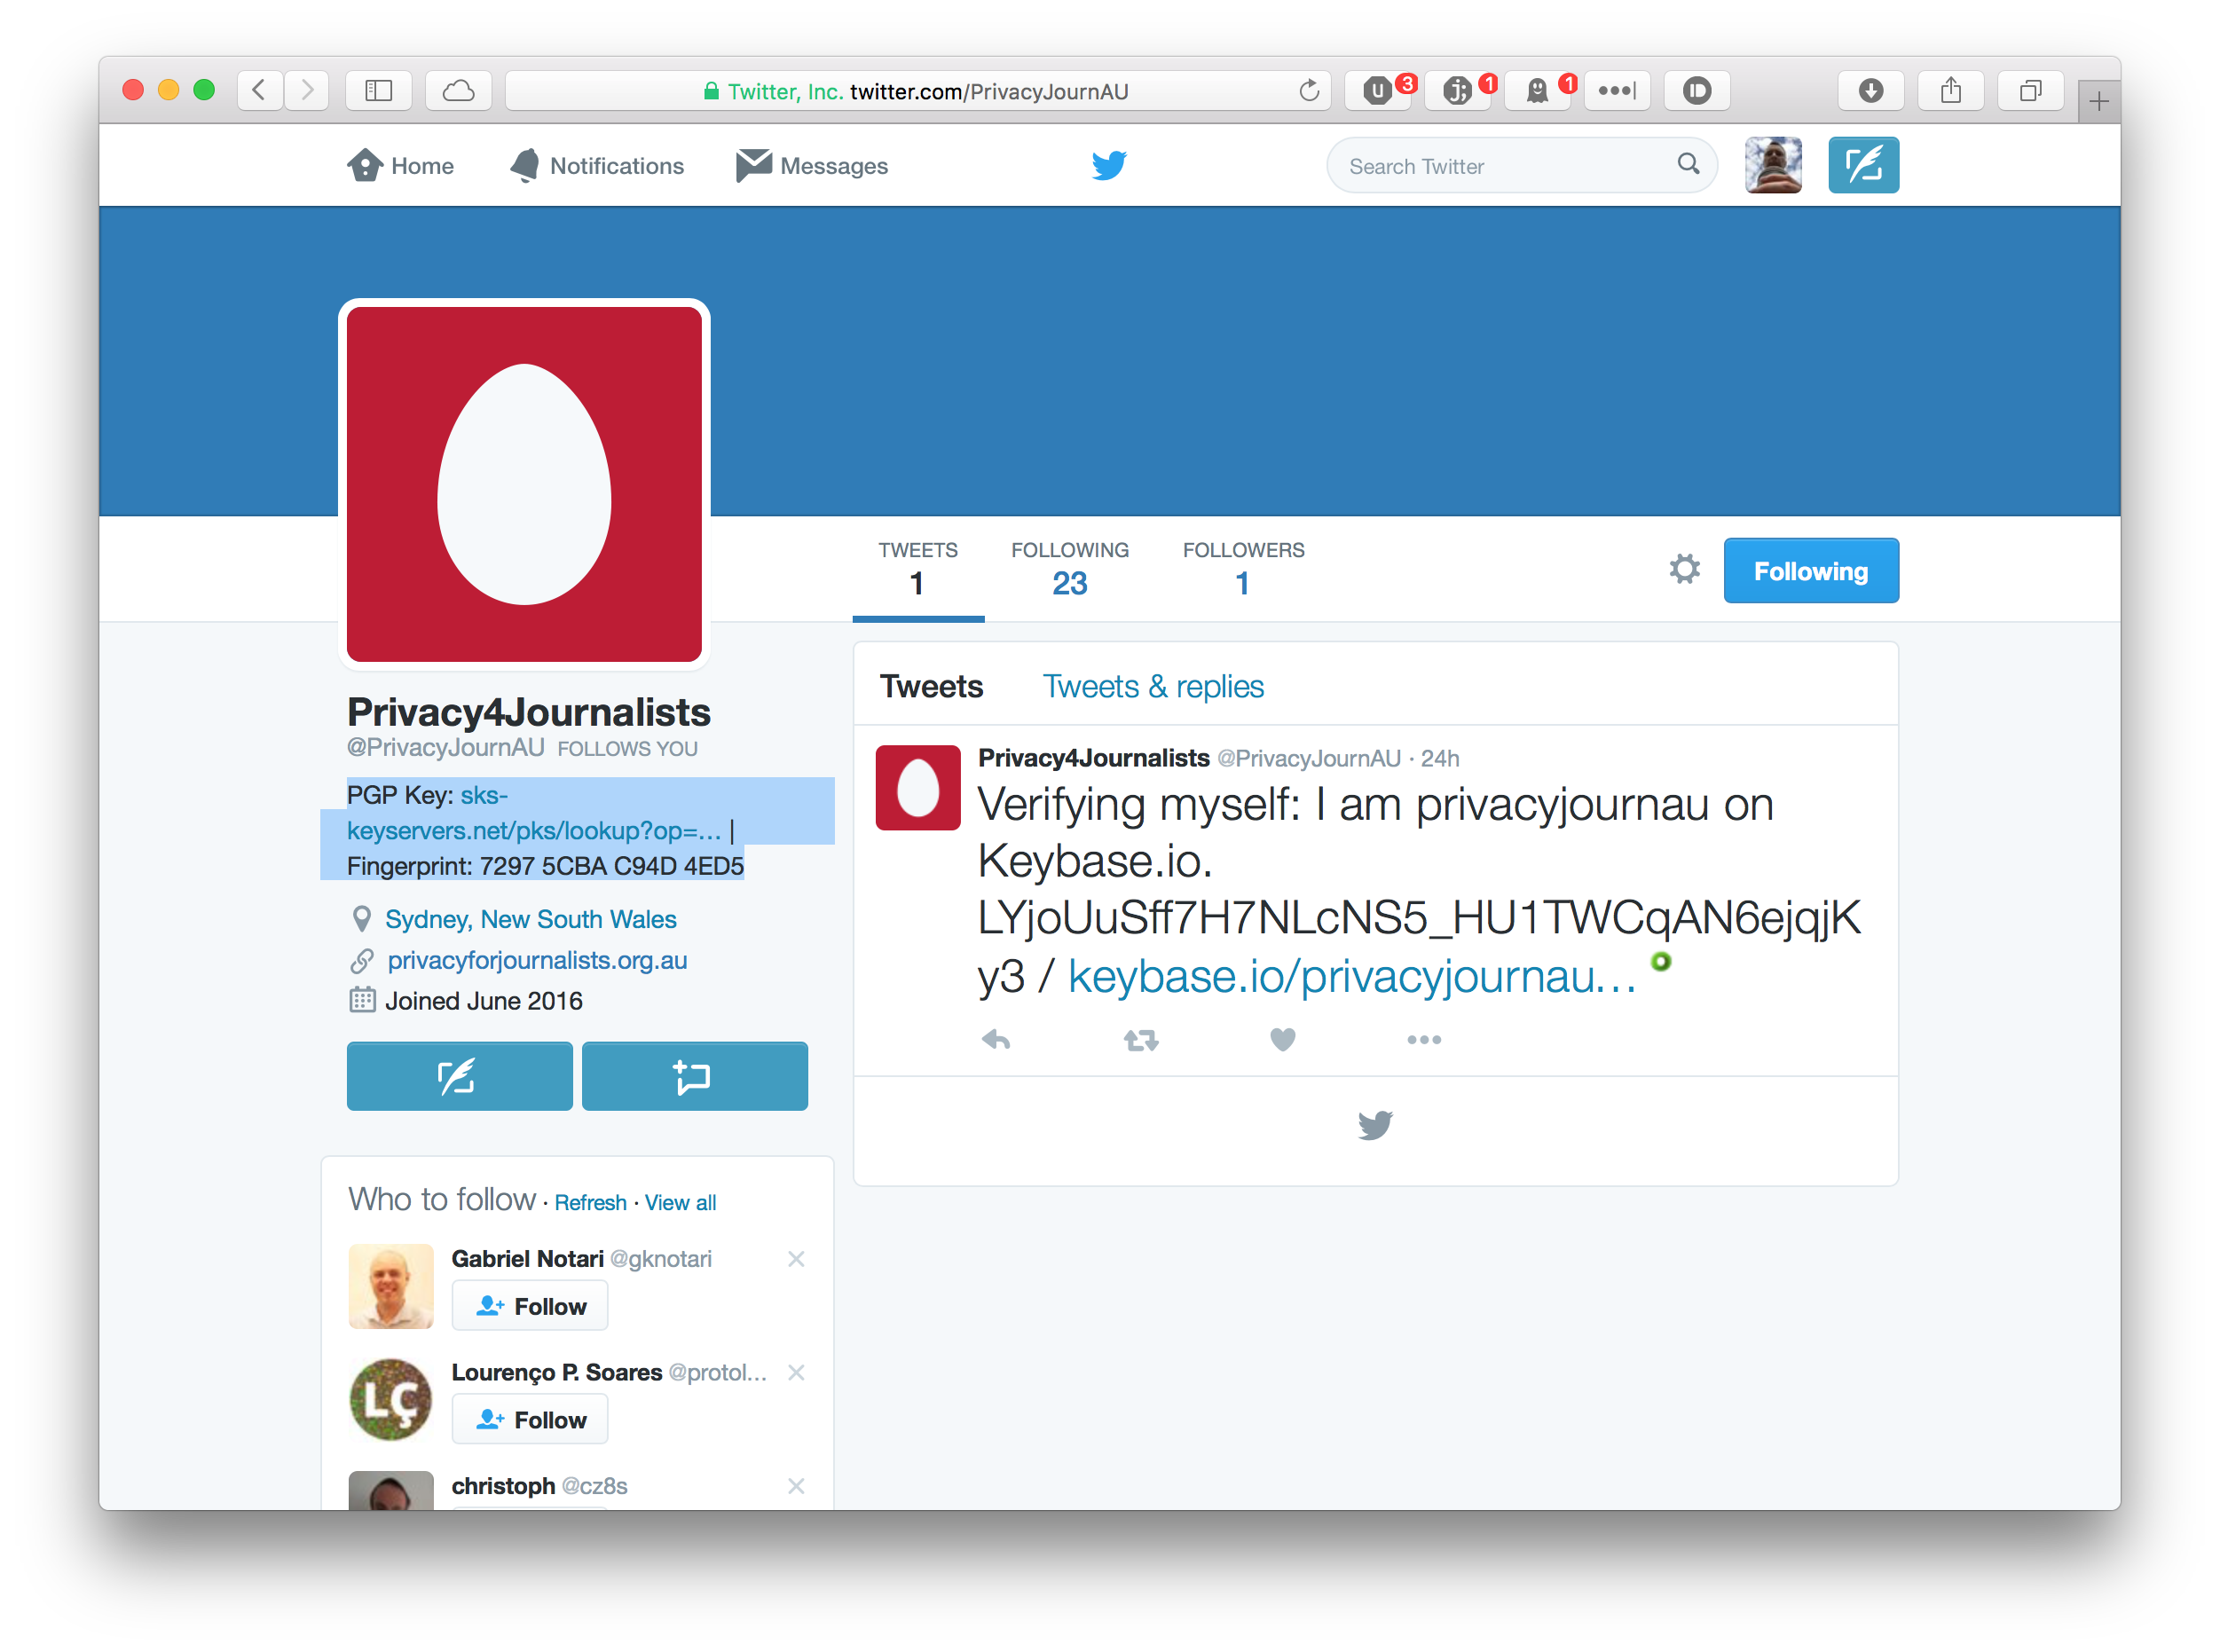 Twitter, Inc. twitter.com/PrivacyJournAU
3
1
1
Home
Notifications
Messages
Search Twitter
TWEETS
1
FOLLOWING
23
FOLLOWERS
1
Following
Privacy4Journalists
@PrivacyJournAU FOLLOWS YOU
PGP Key: sks-
keyservers.net/pks/lookup?op=… |
Fingerprint: 7297 5CBA C94D 4ED5
Sydney, New South Wales
privacyforjournalists.org.au
Joined June 2016
Tweets
Tweets & replies
Privacy4Journalists @PrivacyJournAU · 24h
Verifying myself: I am privacyjournau on
Keybase.io.
LYjoUuSff7H7NLcNS5_HU1TWCqAN6ejqjK
y3 / keybase.io/privacyjournau…
Who to follow · Refresh · View all
Gabriel Notari @gknotari
Follow
LÇ
Lourenço P. Soares @protol…
Follow
christoph @cz8s